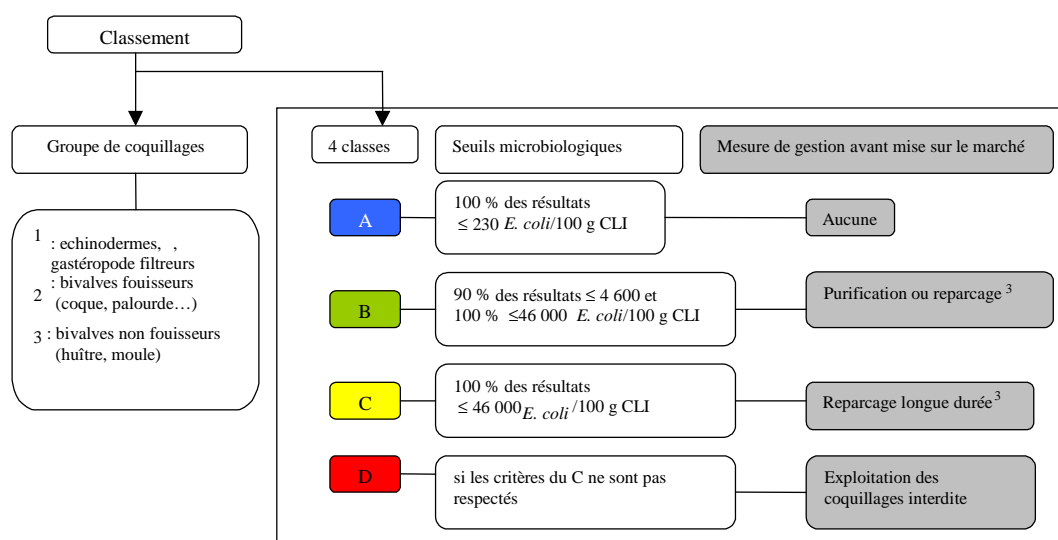 Classement
Groupe de coquillages
1 : echinodermes, ,
gastéropode filtreurs
2 : bivalves fouisseurs
(coque, palourde…)
3 : bivalves non fouisseurs
(huître, moule)
4 classes
Seuils microbiologiques
Mesure de gestion avant mise sur le marché
A
100 % des résultats
≤ 230 E. coli/100 g CLI
Aucune
B
90 % des résultats ≤ 4 600 et
100 % ≤46 000 E. coli/100 g CLI
Purification ou reparcage 3
C
100 % des résultats
≤ 46 000 E. coli /100 g CLI
Reparcage longue durée 3
D
si les critères du C ne sont pas
respectés
Exploitation des
coquillages interdite